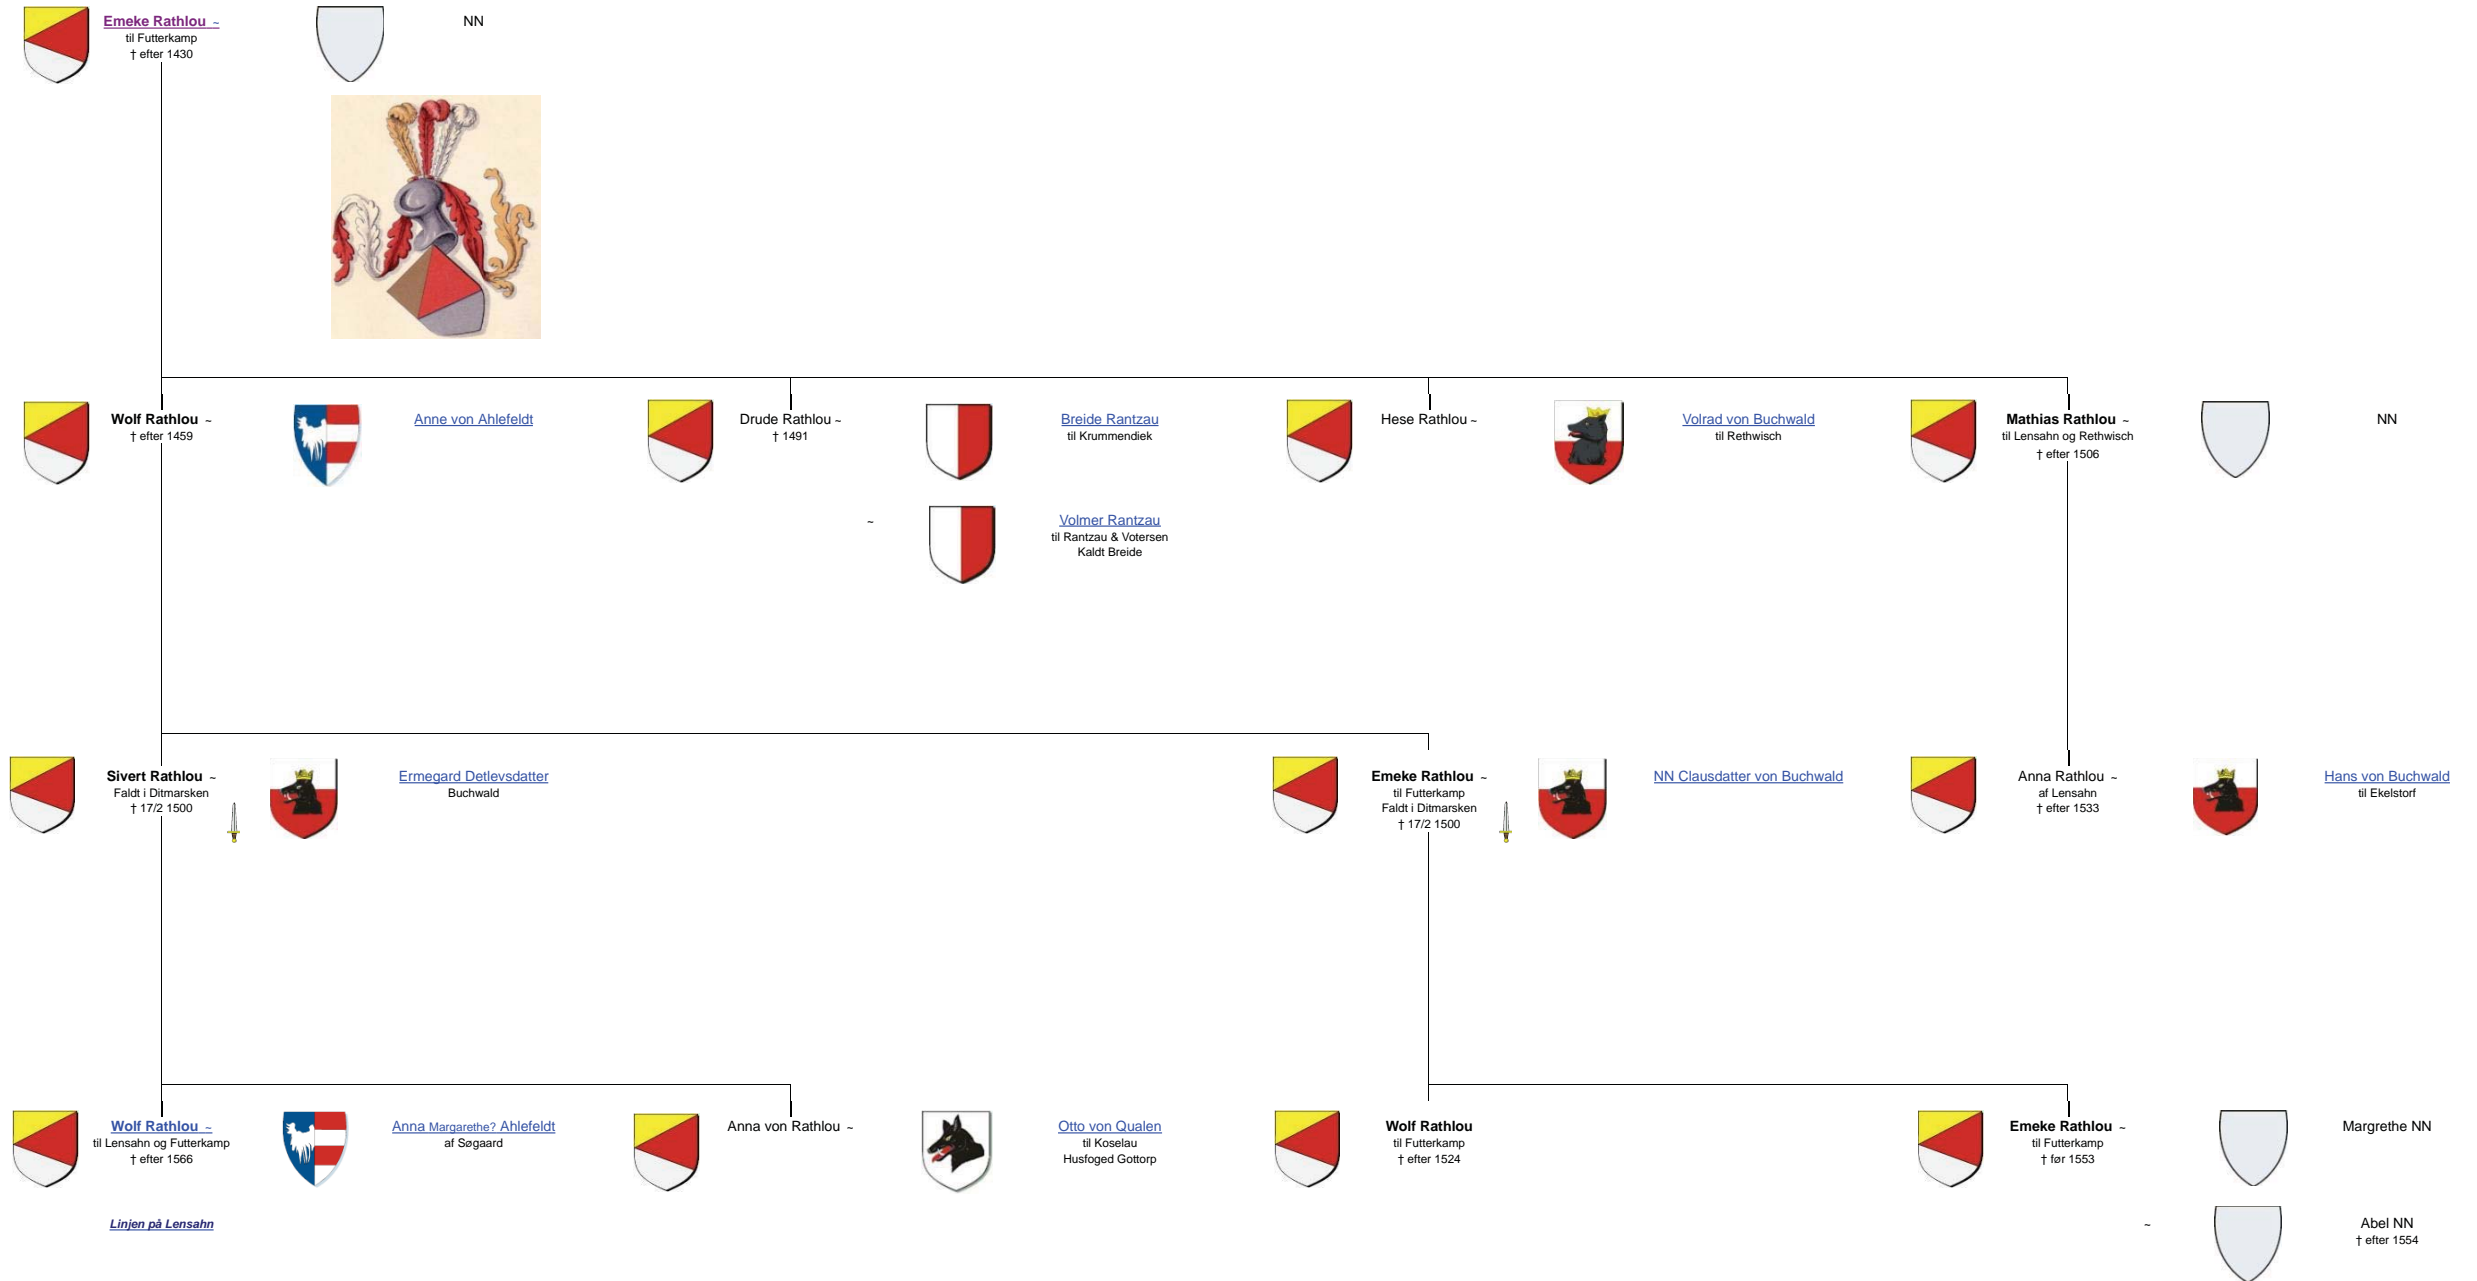 Emeke Rathlou ~
til Futterkamp
† efter 1430
NN
Wolf Rathlou ~
† efter 1459
Anne von Ahlefeldt
Drude Rathlou ~
† 1491
Breide Rantzau
til Krummendiek
Hese Rathlou ~
Volrad von Buchwald
til Rethwisch
Mathias Rathlou ~
til Lensahn og Rethwisch
† efter 1506
NN
~
Volmer Rantzau
til Rantzau & Votersen
Kaldt Breide
Sivert Rathlou ~
Faldt i Ditmarsken
† 17/2 1500
Ermegard Detlevsdatter
Buchwald
Emeke Rathlou ~
til Futterkamp
Faldt i Ditmarsken
† 17/2 1500
NN Clausdatter von Buchwald
Anna Rathlou ~
af Lensahn
† efter 1533
Hans von Buchwald
til Ekelstorf
Wolf Rathlou ~
til Lensahn og Futterkamp
† efter 1566
Anna Margarethe? Ahlefeldt
af Søgaard
Anna von Rathlou ~
Otto von Qualen
til Koselau
Husfoged Gottorp
Wolf Rathlou
til Futterkamp
† efter 1524
Emeke Rathlou ~
til Futterkamp
† før 1553
Margrethe NN
Linjen på Lensahn
~
Abel NN
† efter 1554